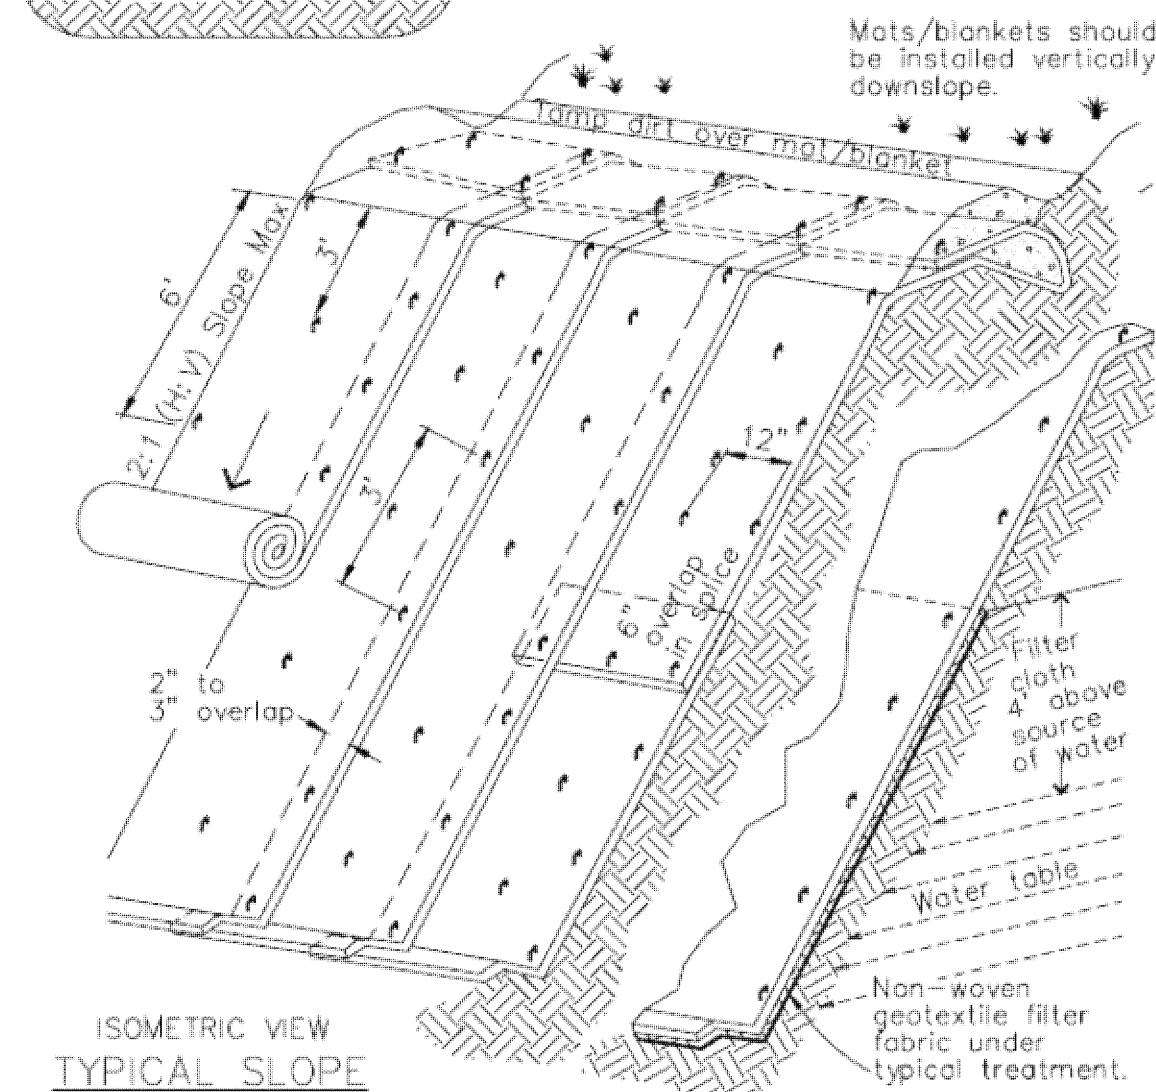 Mats/blankets should
be installed vertically
downslope.
Tamp dirt over mat/blanket
6'
2:1 (H:V) Slope Max
3'
12"
6"
overlap
in splice
2" to
3" overlap
Filter
cloth
4' above
source
of water
Water table
Non-woven
geotextile filter
fabric under
typical treatment.
ISOMETRIC VIEW
TYPICAL SLOPE